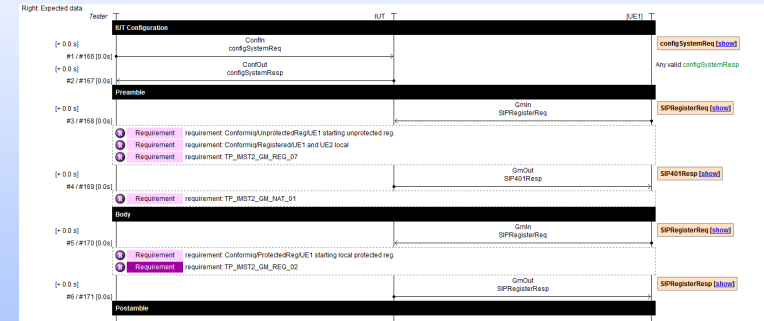 Right: Expected data
Tester IUT [UE1]
IUT Configuration
ConfIn
[+ 0.0 s] configSystemReq configSystemReq [show]
#1 / #166 [0.0s]
ConfOut
[+ 0.0 s] configSystemResp Any valid configSystemResp
#2 / #167 [0.0s]
Preamble
GmIn
[+ 0.0 s] SIPRegisterReq SIPRegisterReq [show]
#3 / #168 [0.0s]
R Requirement requirement: Conformiq/UnprotectedReg/UE1 starting unprotected reg.
R Requirement requirement: Conformiq/Registered/UE1 and UE2 local
R Requirement requirement: TP_IMST2_GM_REG_07
GmOut
[+ 0.0 s] SIP401Resp SIP401Resp [show]
#4 / #169 [0.0s]
R Requirement requirement: TP_IMST2_GM_NAT_01
Body
GmIn
[+ 0.0 s] SIPRegisterReq SIPRegisterReq [show]
#5 / #170 [0.0s]
R Requirement requirement: Conformiq/ProtectedReg/UE1 starting local protected reg.
R Requirement requirement: TP_IMST2_GM_REG_02
GmOut
[+ 0.0 s] SIPRegisterResp SIPRegisterResp [show]
#6 / #171 [0.0s]
Postamble